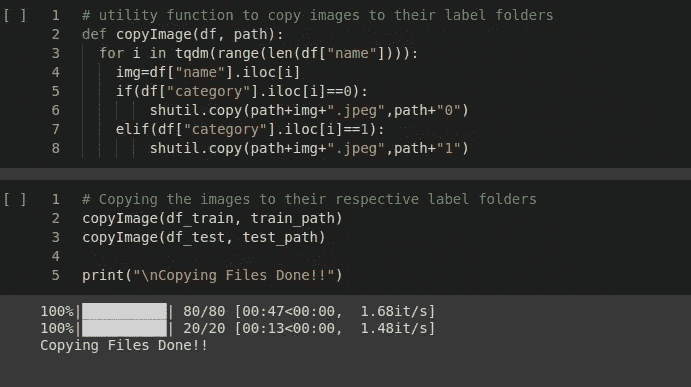 [ ] 1 # utility function to copy images to their label folders
2 def copyImage(df, path):
3 for i in tqdm(range(len(df["name"]))):
4 img=df["name"].iloc[i]
5 if(df["category"].iloc[i]==0):
6 shutil.copy(path+img+".jpeg",path+"0")
7 elif(df["category"].iloc[i]==1):
8 shutil.copy(path+img+".jpeg",path+"1")
[ ] 1 # Copying the images to their respective label folders
2 copyImage(df_train, train_path)
3 copyImage(df_test, test_path)
4
5 print("\nCopying Files Done!!")
100%|██████████| 80/80 [00:47<00:00, 1.68it/s]
100%|██████████| 20/20 [00:13<00:00, 1.48it/s]
Copying Files Done!!